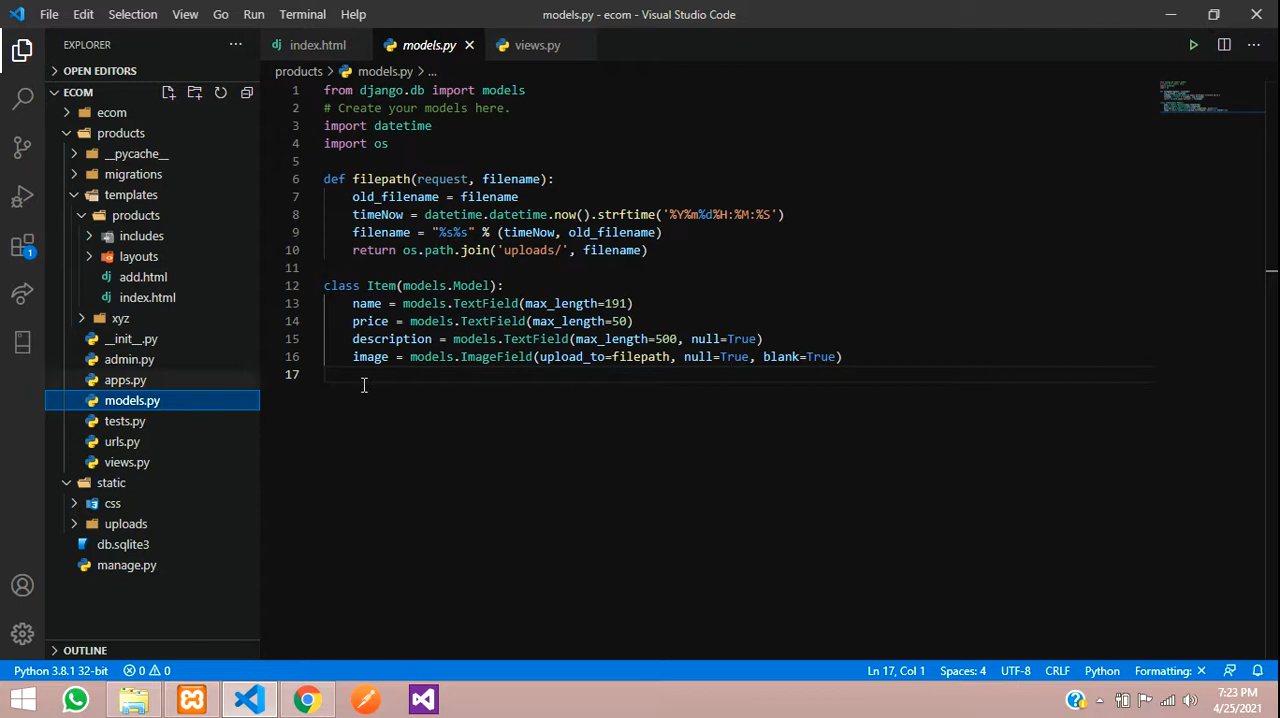 File Edit Selection View Go Run Terminal Help models.py - ecom - Visual Studio Code
EXPLORER
OPEN EDITORS
ECOM
ecom
products
__pycache__
migrations
templates
products
includes
layouts
add.html
index.html
xyz
__init__.py
admin.py
apps.py
models.py
tests.py
urls.py
views.py
static
css
uploads
db.sqlite3
manage.py
OUTLINE
1
index.html models.py views.py
products > models.py > ...
1 from django.db import models
2 # Create your models here.
3 import datetime
4 import os
5
6 def filepath(request, filename):
7 old_filename = filename
8 timeNow = datetime.datetime.now().strftime('%Y%m%d%H:%M:%S')
9 filename = "%s%s" % (timeNow, old_filename)
10 return os.path.join('uploads/', filename)
11
12 class Item(models.Model):
13 name = models.TextField(max_length=191)
14 price = models.TextField(max_length=50)
15 description = models.TextField(max_length=500, null=True)
16 image = models.ImageField(upload_to=filepath, null=True, blank=True)
17
Python 3.8.1 32-bit 0 0 Ln 17, Col 1 Spaces: 4 UTF-8 CRLF Python Formatting: ×
7:23 PM
4/25/2021